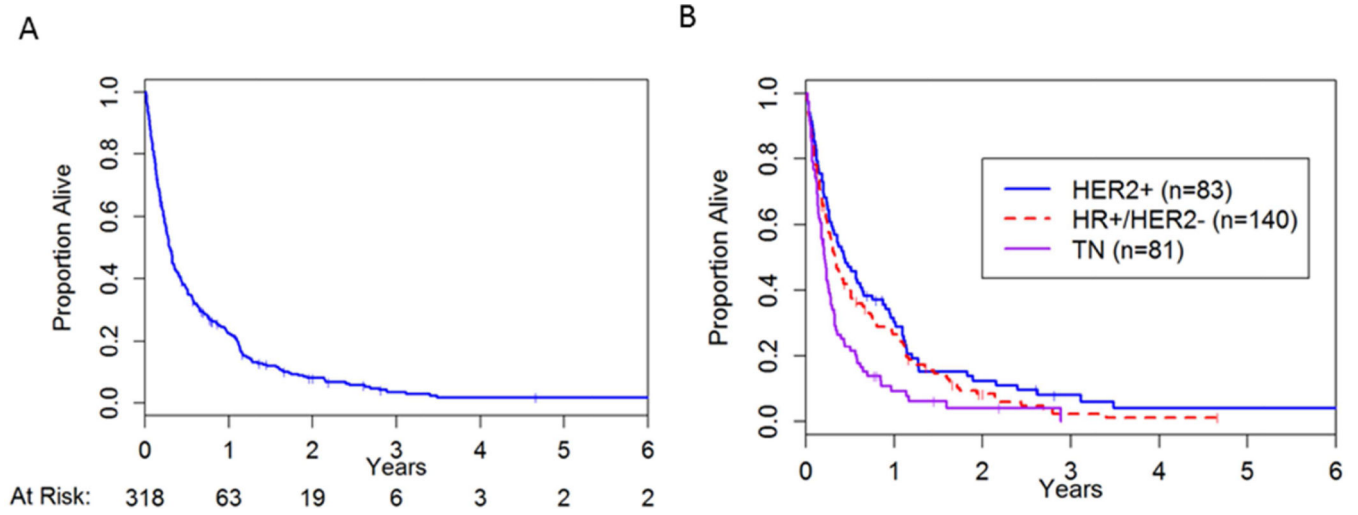 A
Proportion Alive
1.0
0.8
0.6
0.4
0.2
0.0
0 1 2 3 4 5 6
Years
At Risk: 318 63 19 6 3 2 2
B
Proportion Alive
1.0
0.8
0.6
0.4
0.2
0.0
HER2+ (n=83)
HR+/HER2- (n=140)
TN (n=81)
0 1 2 3 4 5 6
Years